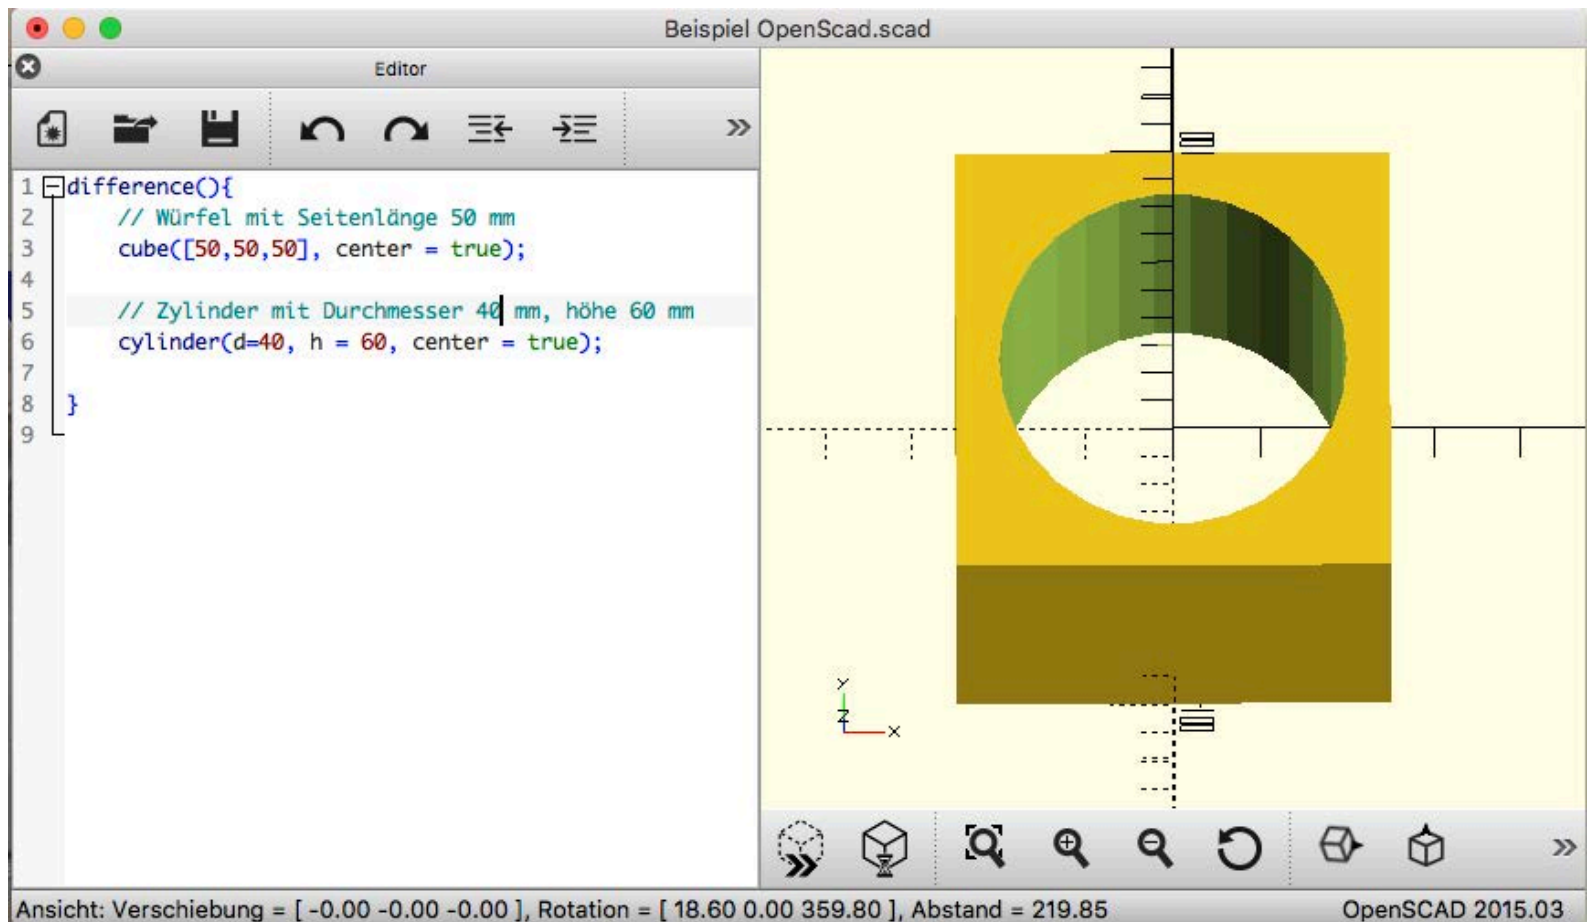 Beispiel OpenScad.scad
Editor
1 difference(){
2 // Würfel mit Seitenlänge 50 mm
3 cube([50,50,50], center = true);
4
5 // Zylinder mit Durchmesser 40 mm, höhe 60 mm
6 cylinder(d=40, h = 60, center = true);
7
8 }
9
Y
Z
X
Ansicht: Verschiebung = [ -0.00 -0.00 -0.00 ], Rotation = [ 18.60 0.00 359.80 ], Abstand = 219.85
OpenSCAD 2015.03